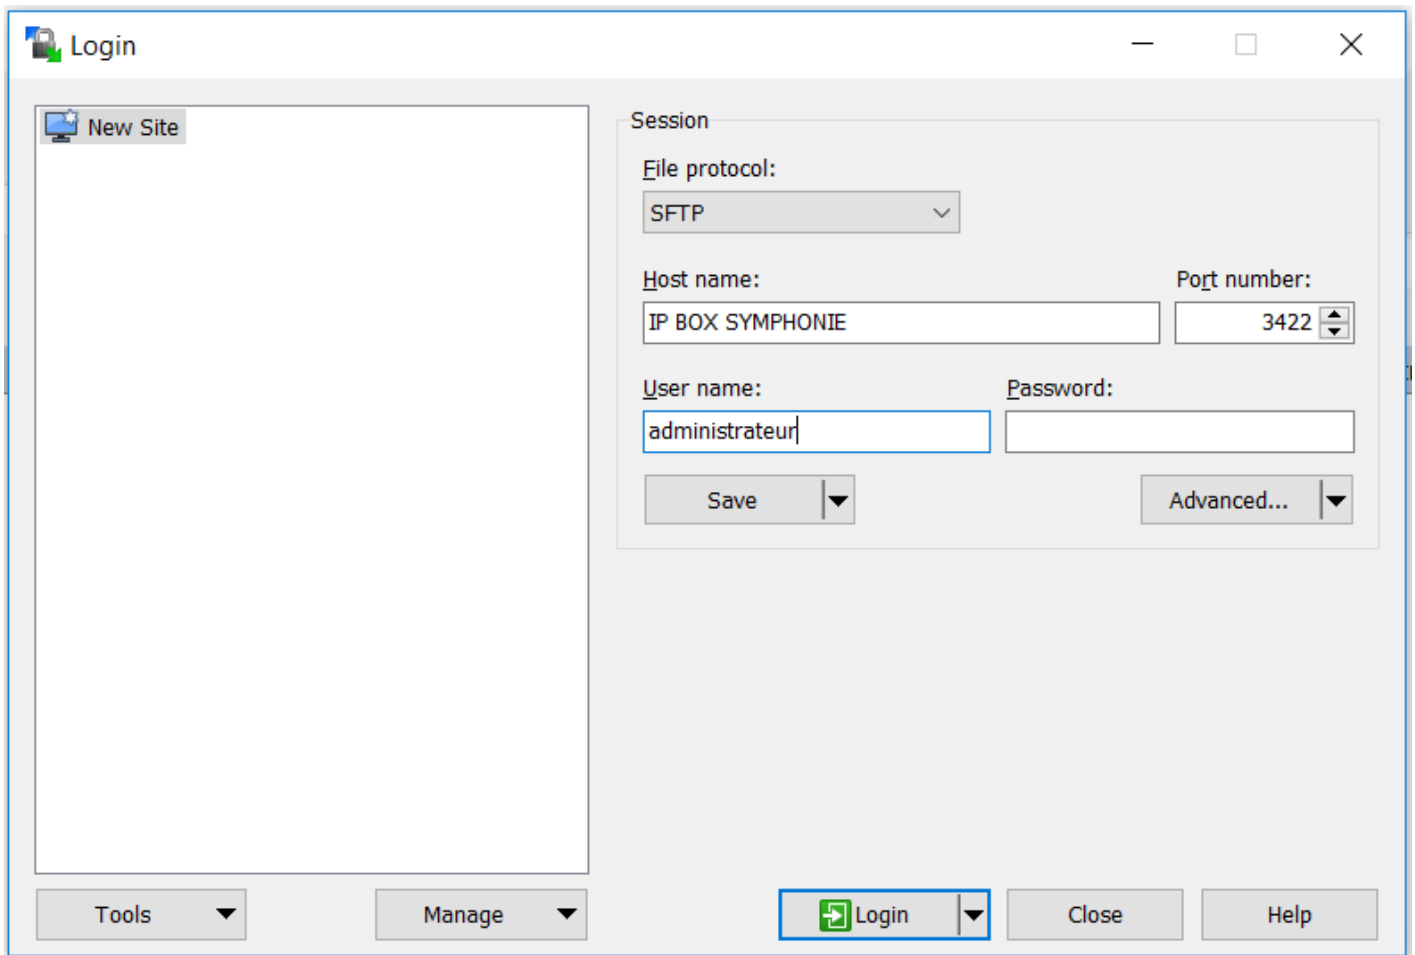 Login
New Site
Session
File protocol:
SFTP
Host name:
Port number:
IP BOX SYMPHONIE
3422
User name:
Password:
administrateur
Save
Advanced...
Tools
Manage
Login
Close
Help